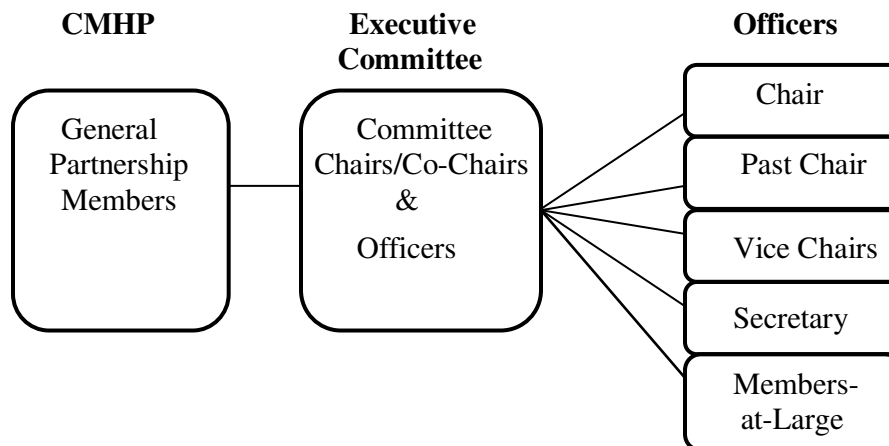 CMHP
General
Partnership
Members
Executive
Committee
Committee
Chairs/Co-Chairs
&
Officers
Officers
Chair
Past Chair
Vice Chairs
Secretary
Members-
at-Large